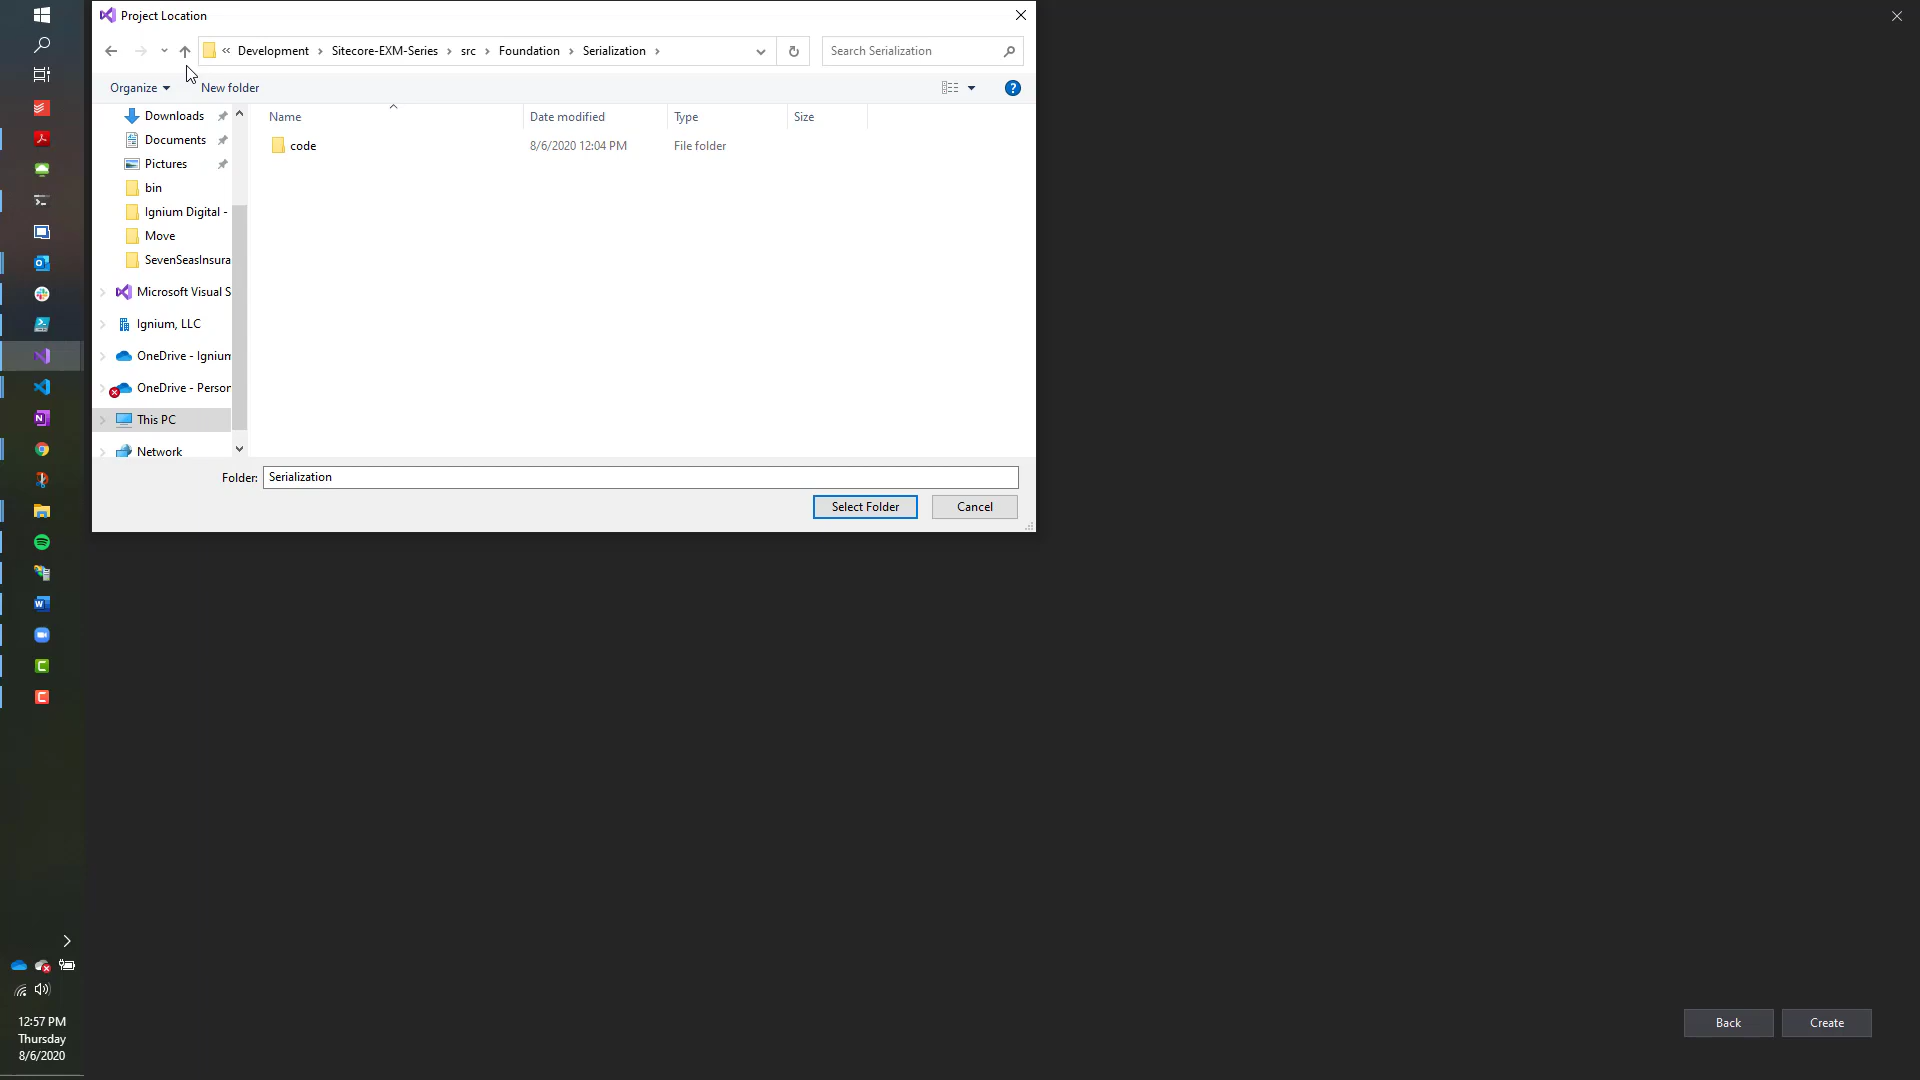 Project Location
« Development > Sitecore-EXM-Series > src > Foundation > Serialization >
Search Serialization
Organize
New folder
Name
Date modified
Type
Size
Downloads
Documents
Pictures
bin
Ignium Digital -
Move
SevenSeasInsura
Microsoft Visual S
Ignium, LLC
OneDrive - Ignium
OneDrive - Person
This PC
Network
code
8/6/2020 12:04 PM
File folder
Folder:
Serialization
Select Folder
Cancel
12:57 PM
Thursday
8/6/2020
Back
Create